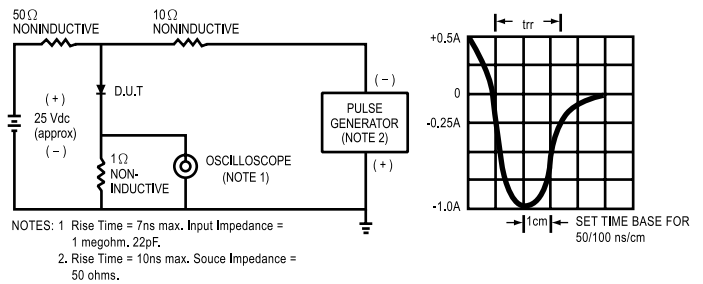 50Ω
NONINDUCTIVE
10Ω
NONINDUCTIVE
(+)
25 Vdc
(approx)
(−)
D.U.T
1Ω
NON-
INDUCTIVE
OSCILLOSCOPE
(NOTE 1)
(−)
PULSE
GENERATOR
(NOTE 2)
(+)
NOTES: 1 Rise Time = 7ns max. Input Impedance =
1 megohm. 22pF.
2. Rise Time = 10ns max. Souce Impedance =
50 ohms.
trr
+0.5A
0
-0.25A
-1.0A
1cm
SET TIME BASE FOR
50/100 ns/cm